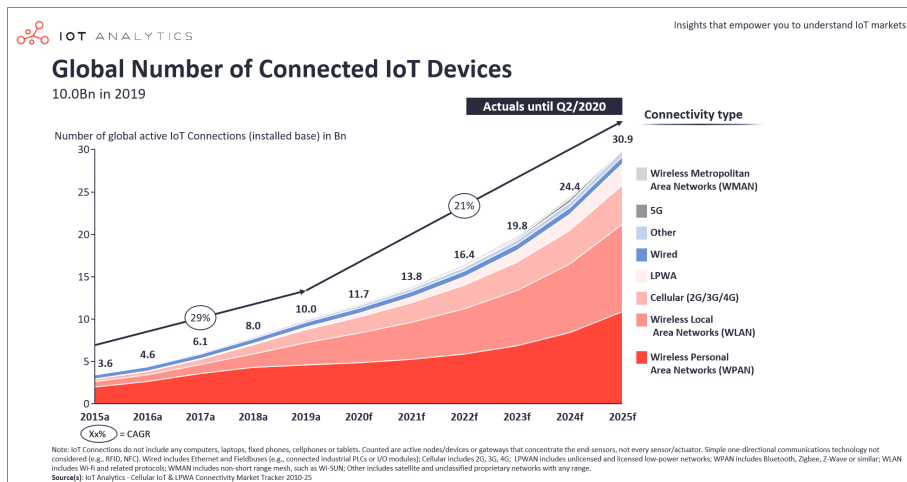 IOT ANALYTICS
Insights that empower you to understand IoT markets
Global Number of Connected IoT Devices
10.0Bn in 2019
Actuals until Q2/2020
Connectivity type
Number of global active IoT Connections (installed base) in Bn
30
25
20
15
10
5
0
3.6
4.6
6.1
8.0
10.0
11.7
13.8
16.4
19.8
24.4
30.9
29%
21%
2015a
2016a
2017a
2018a
2019a
2020f
2021f
2022f
2023f
2024f
2025f
Wireless Metropolitan
Area Networks (WMAN)
5G
Other
Wired
LPWA
Cellular (2G/3G/4G)
Wireless Local
Area Networks (WLAN)
Wireless Personal
Area Networks (WPAN)
Xx% = CAGR
Note: IoT Connections do not include any computers, laptops, fixed phones, cellphones or tablets. Counted are active nodes/devices or gateways that concentrate the end-sensors, not every sensor/actuator. Simple one-directional communications technology not
considered (e.g., RFID, NFC). Wired includes Ethernet and Fieldbuses (e.g., connected industrial PLCs or I/O modules); Cellular includes 2G, 3G, 4G; LPWAN includes unlicensed and licensed low-power networks; WPAN includes Bluetooth, Zigbee, Z-Wave or similar; WLAN
includes Wi-fi and related protocols; WMAN includes non-short range mesh, such as Wi-SUN; Other includes satellite and unclassified proprietary networks with any range.
Source(s): IoT Analytics - Cellular IoT & LPWA Connectivity Market Tracker 2010-25